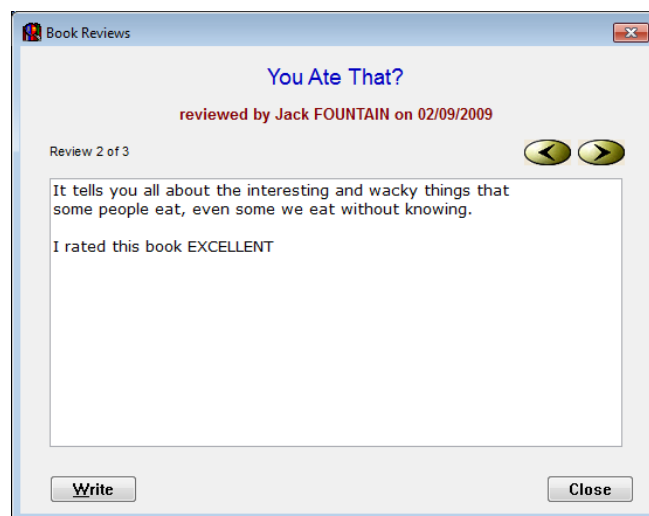 Book Reviews
You Ate That?
reviewed by Jack FOUNTAIN on 02/09/2009
Review 2 of 3
It tells you all about the interesting and wacky things that
some people eat, even some we eat without knowing.
I rated this book EXCELLENT
Write
Close